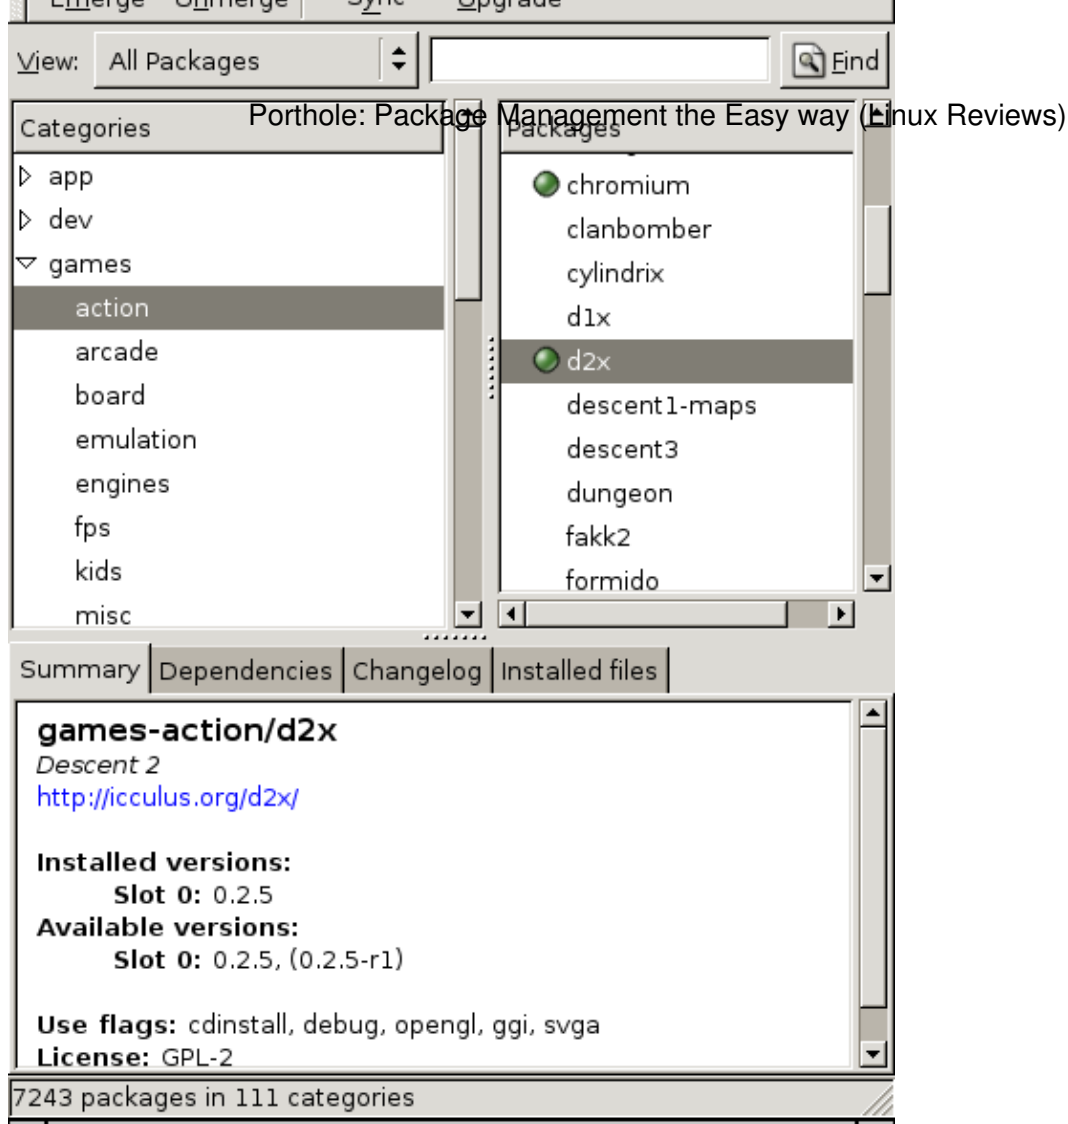 Emerge Unmerge Sync Upgrade
View: All Packages Find
Porthole: Package Management the Easy way (Linux Reviews)
Categories
app
dev
games
action
arcade
board
emulation
engines
fps
kids
misc
Packages
chromium
clanbomber
cylindrix
d1x
d2x
descent1-maps
descent3
dungeon
fakk2
formido
Summary Dependencies Changelog Installed files
games-action/d2x
Descent 2
http://icculus.org/d2x/
Installed versions:
Slot 0: 0.2.5
Available versions:
Slot 0: 0.2.5, (0.2.5-r1)
Use flags: cdinstall, debug, opengl, ggi, svga
License: GPL-2
7243 packages in 111 categories